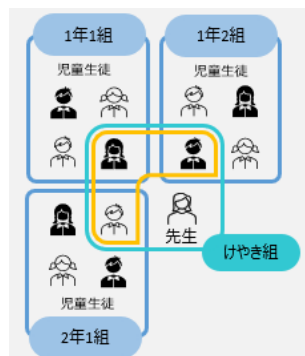 1年1組
1年2組
児童生徒
児童生徒
先生
けやき組
児童生徒
2年1組